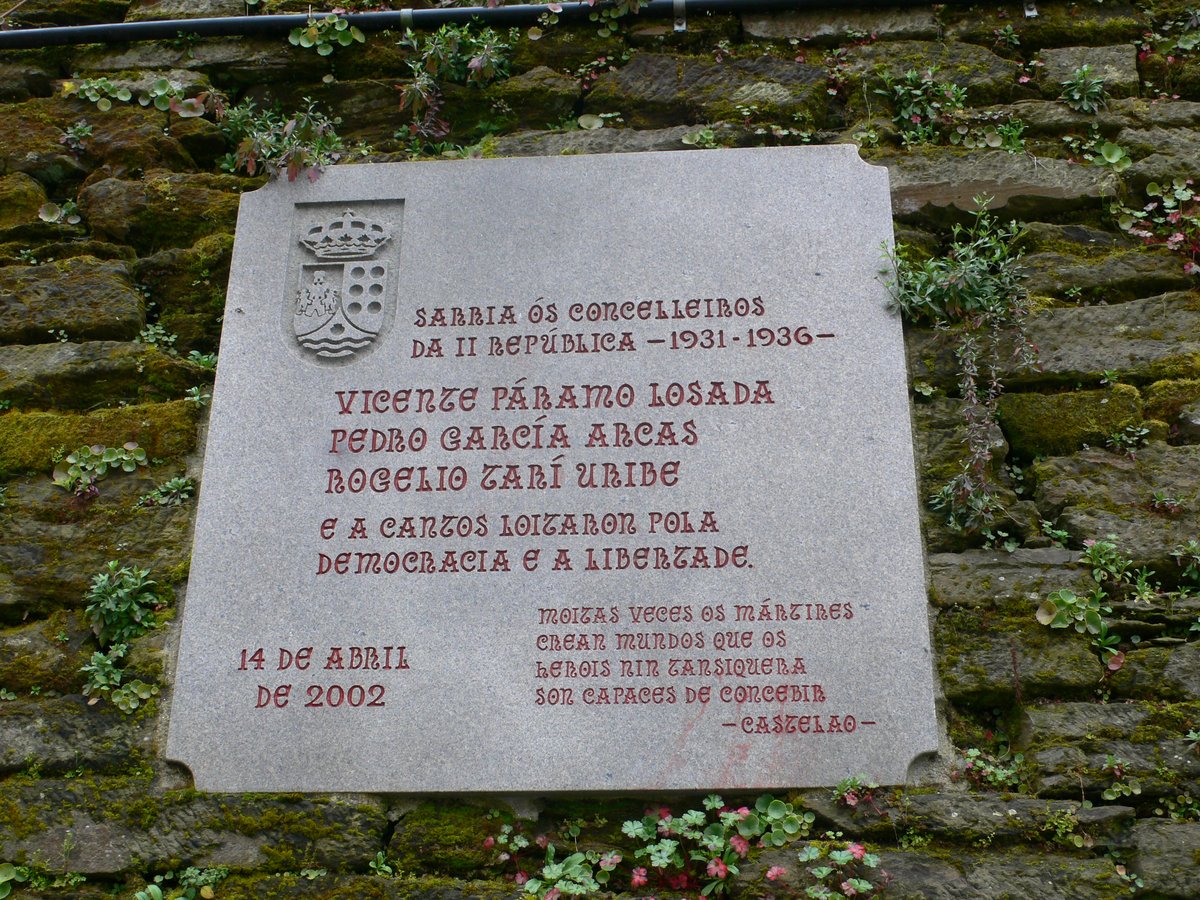 SARRIA ÓS CONCELLEIROS
DA II REPÚBLICA —1931-1936—
VICENTE PÁRAMO LOSADA
PEDRO GARCÍA ARCAS
ROGELIO TARÍ URIBE
E A CANTOS LOITARON POLA
DEMOCRACIA E A LIBERTADE.
14 DE ABRIL
DE 2002
MOITAS VECES OS MÁRTIRES
CREAN MUNDOS QUE OS
HEROIS NIN TANSIQUERA
SON CAPACES DE CONCEBIR
—CASTELAO—